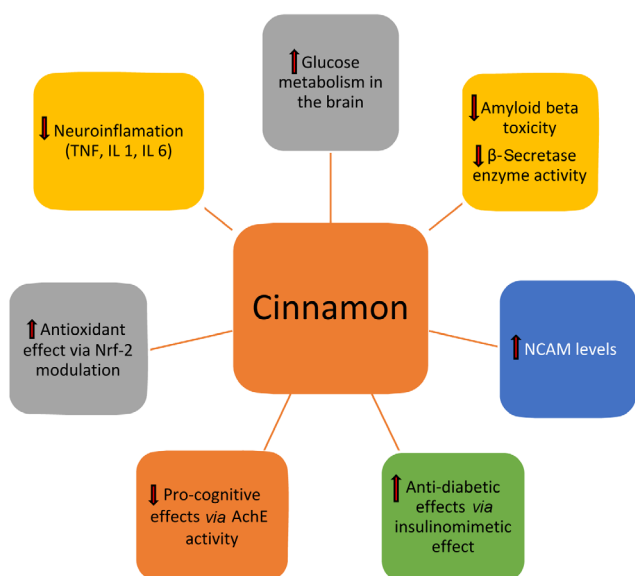 Glucose
metabolism in
the brain
Neuroinflamation
(TNF, IL 1, IL 6)
Amyloid beta
toxicity
β-Secretase
enzyme activity
Cinnamon
Antioxidant
effect via Nrf-2
modulation
NCAM levels
Pro-cognitive
effects via AchE
activity
Anti-diabetic
effects via
insulinomimetic
effect